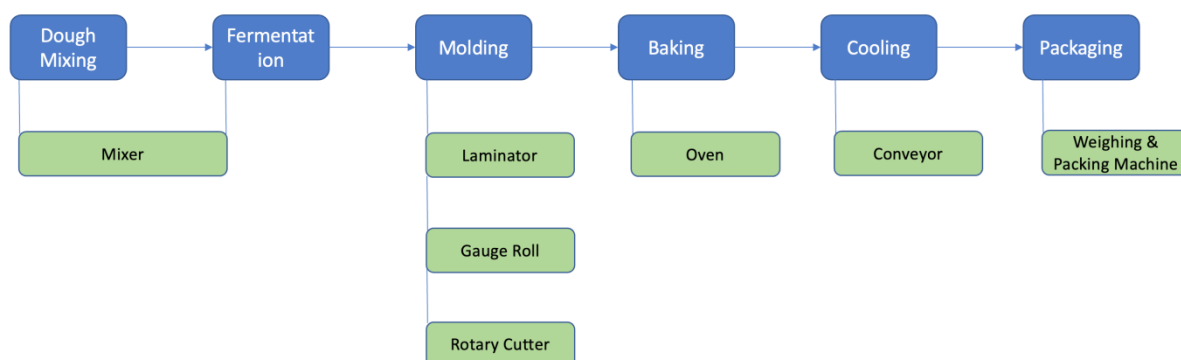 Dough
Mixing
Fermentat
ion
Molding
Baking
Cooling
Packaging
Mixer
Laminator
Oven
Conveyor
Weighing &
Packing Machine
Gauge Roll
Rotary Cutter